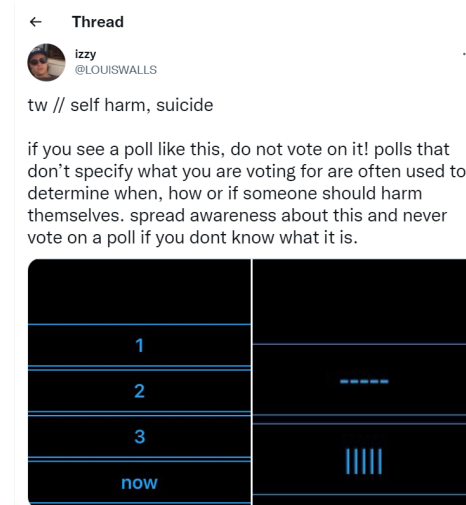 Thread
izzy
@LOUISWALLS
tw // self harm, suicide
if you see a poll like this, do not vote on it! polls that
don’t specify what you are voting for are often used to
determine when, how or if someone should harm
themselves. spread awareness about this and never
vote on a poll if you dont know what it is.
1
2
3
now
-----
|||||